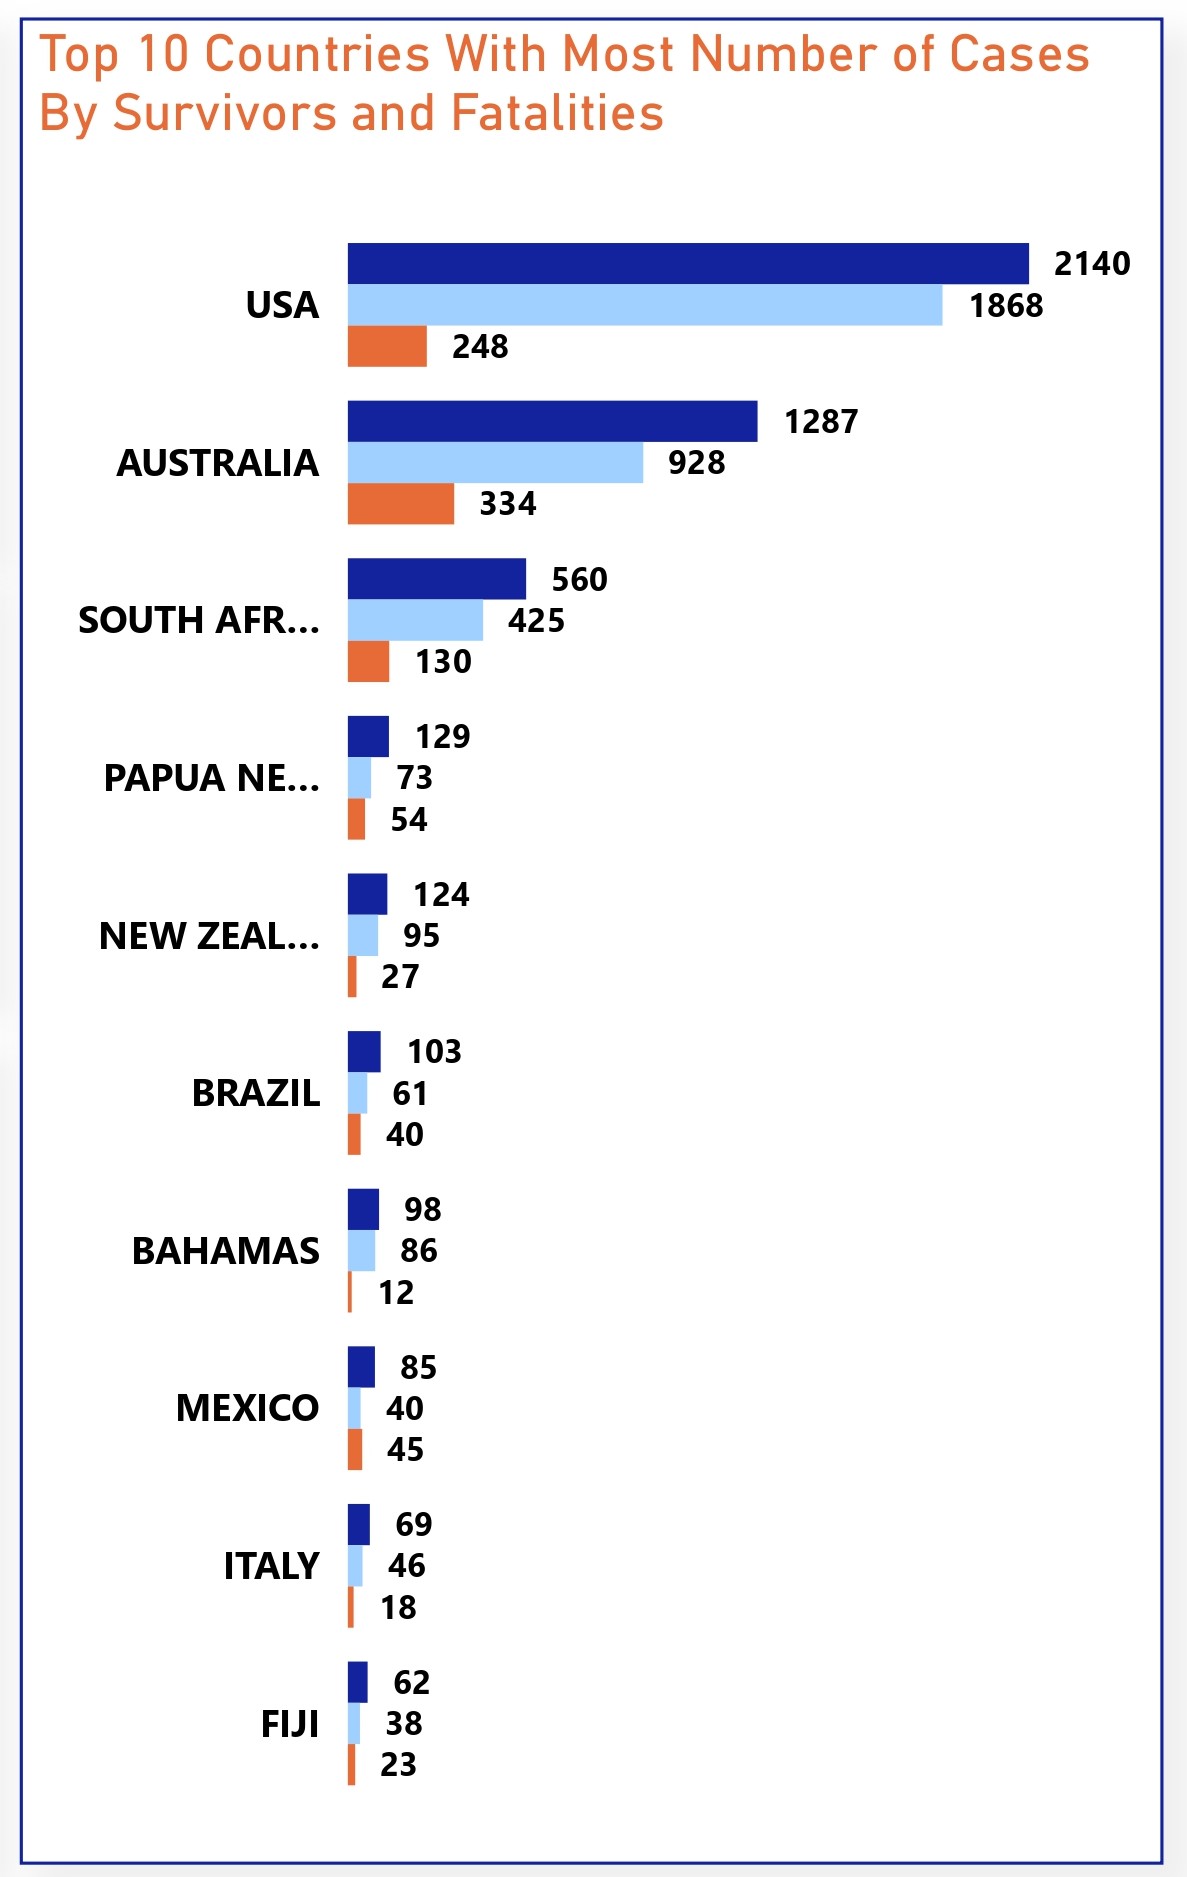 Top 10 Countries With Most Number of Cases
By Survivors and Fatalities
2140
USA
1868
248
1287
AUSTRALIA
928
334
560
SOUTH AFR...
425
130
129
PAPUA NE...
73
54
124
NEW ZEAL...
95
27
103
BRAZIL
61
40
98
BAHAMAS
86
12
85
MEXICO
40
45
69
ITALY
46
18
62
FIJI
38
23